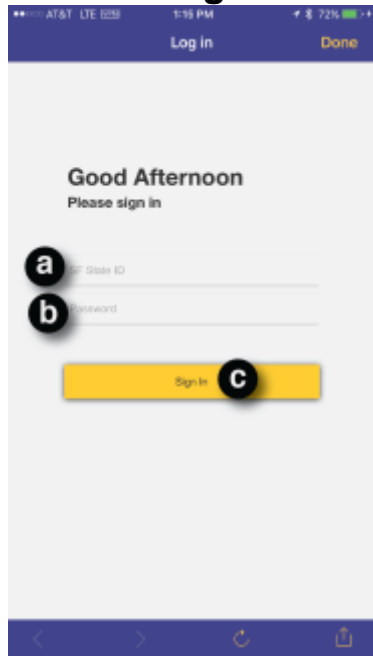 AT&T LTE 1:15 PM 72%
Log in Done
Good Afternoon
Please sign in
a SF State ID
b Password
Sign In c